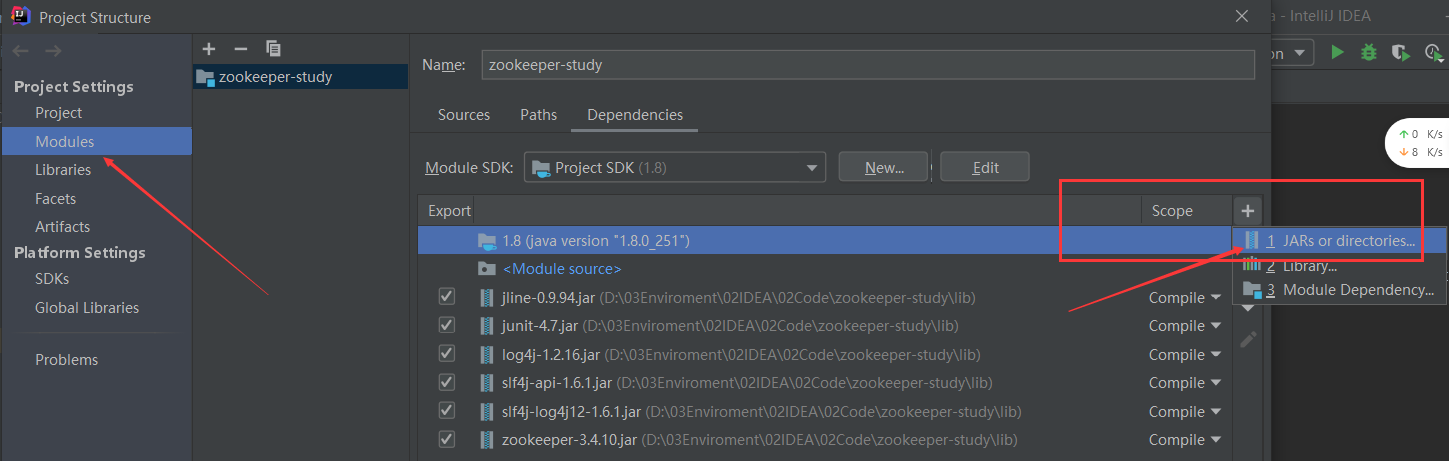 Project Structure
a - IntelliJ IDEA
on
Project Settings
Project
Modules
Libraries
Facets
Artifacts
Platform Settings
SDKs
Global Libraries
Problems
zookeeper-study
Name: zookeeper-study
Sources Paths Dependencies
Module SDK: Project SDK (1.8) New... Edit
Export Scope
1.8 (java version "1.8.0_251")
<Module source>
jline-0.9.94.jar (D:\03Enviroment\02IDEA\02Code\zookeeper-study\lib) Compile
junit-4.7.jar (D:\03Enviroment\02IDEA\02Code\zookeeper-study\lib) Compile
log4j-1.2.16.jar (D:\03Enviroment\02IDEA\02Code\zookeeper-study\lib) Compile
slf4j-api-1.6.1.jar (D:\03Enviroment\02IDEA\02Code\zookeeper-study\lib) Compile
slf4j-log4j12-1.6.1.jar (D:\03Enviroment\02IDEA\02Code\zookeeper-study\lib) Compile
zookeeper-3.4.10.jar (D:\03Enviroment\02IDEA\02Code\zookeeper-study\lib) Compile
1 JARs or directories...
2 Library...
3 Module Dependency...
↑ 0 K/s
↓ 8 K/s